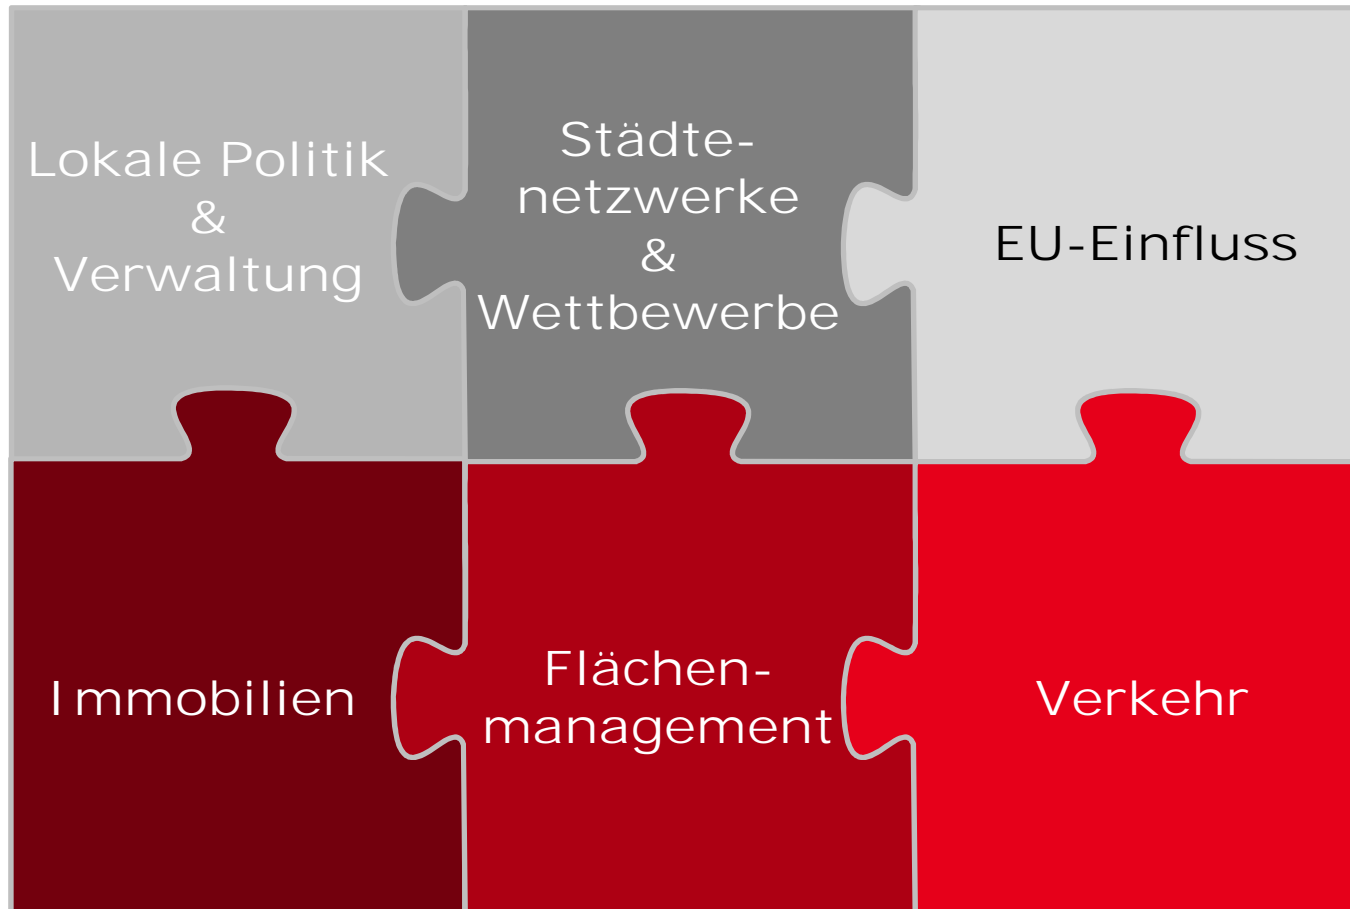 Lokale Politik
&
Verwaltung
Städte-
netzwerke
&
Wettbewerbe
EU-Einfluss
Immobilien
Flächen-
management
Verkehr